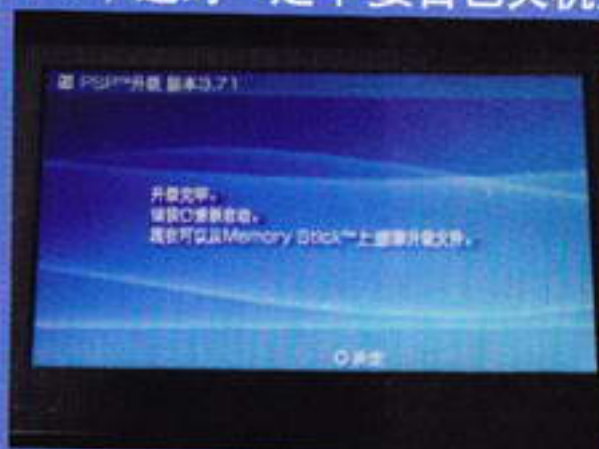 PSP™升级 版本3.71
升级完毕。
请按○重新启动。
现在可以从Memory Stick™上删除升级文件。
○ 确定